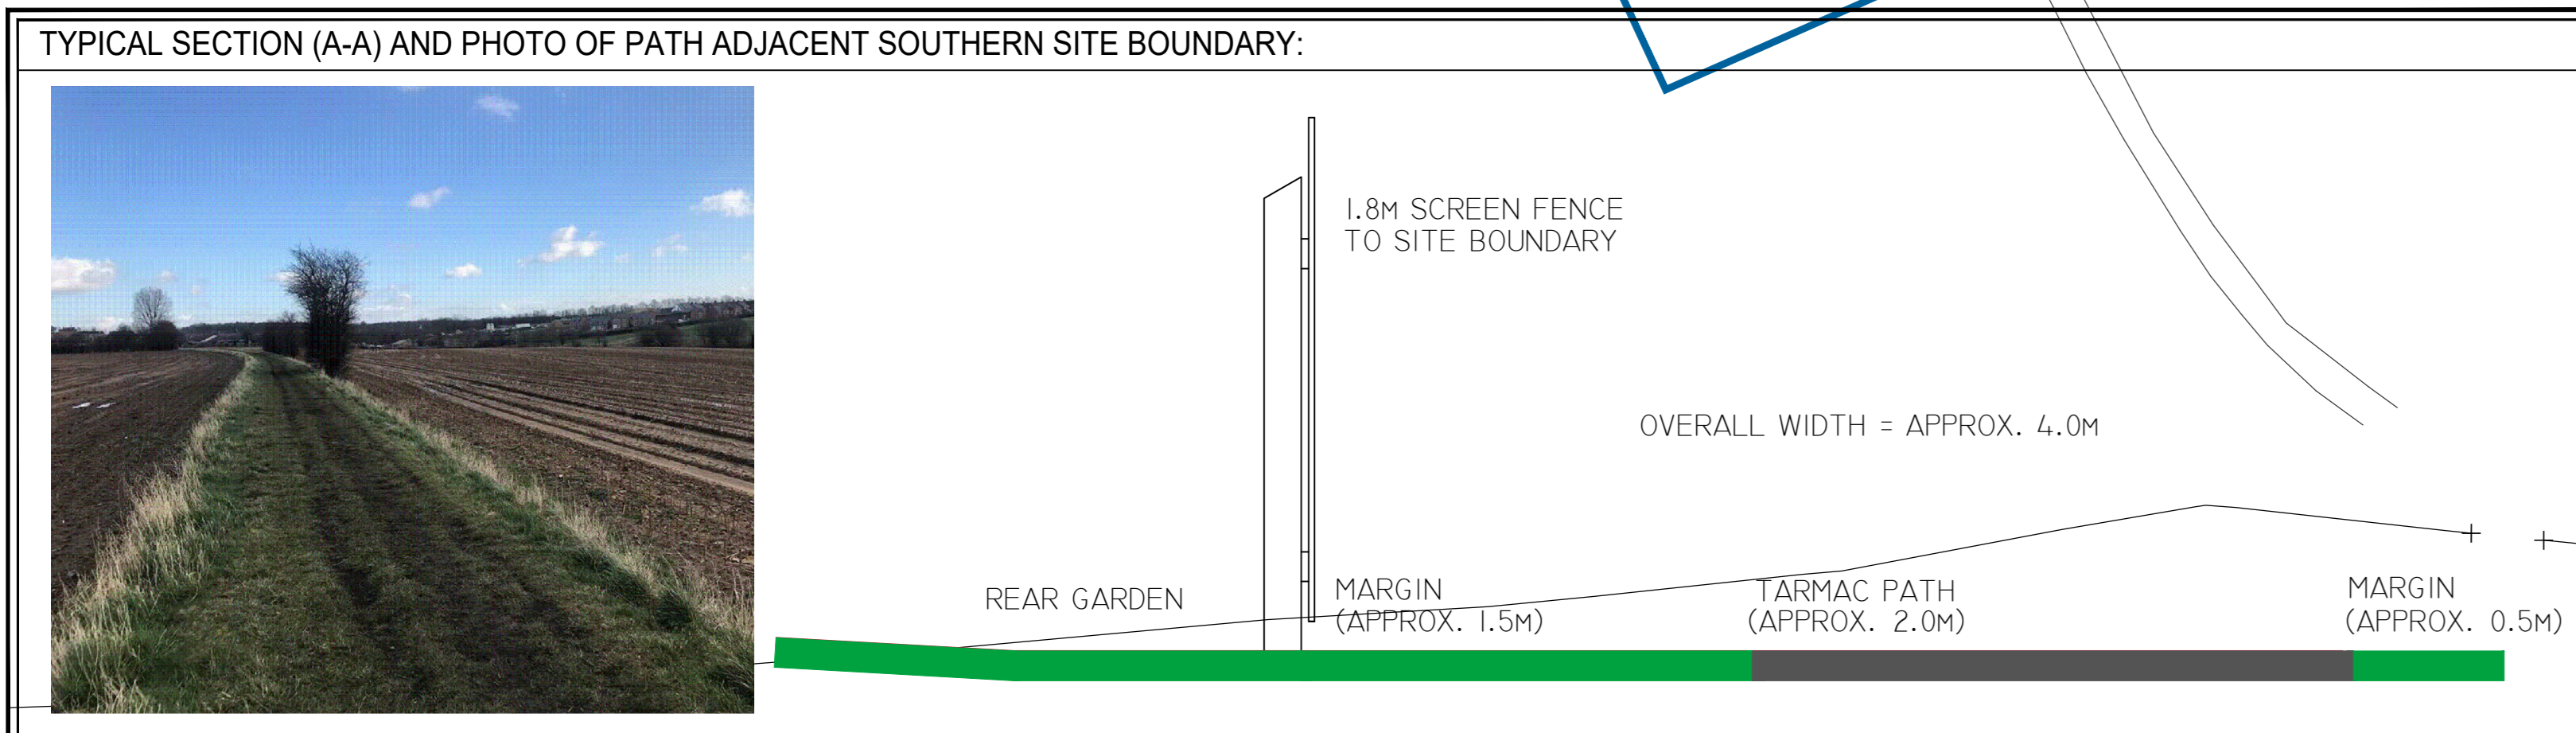 TYPICAL SECTION (A-A) AND PHOTO OF PATH ADJACENT SOUTHERN SITE BOUNDARY:
1.8M SCREEN FENCE
TO SITE BOUNDARY
OVERALL WIDTH = APPROX. 4.0M
REAR GARDEN
MARGIN
(APPROX. 1.5M)
TARMAC PATH
(APPROX. 2.0M)
MARGIN
(APPROX. 0.5M)